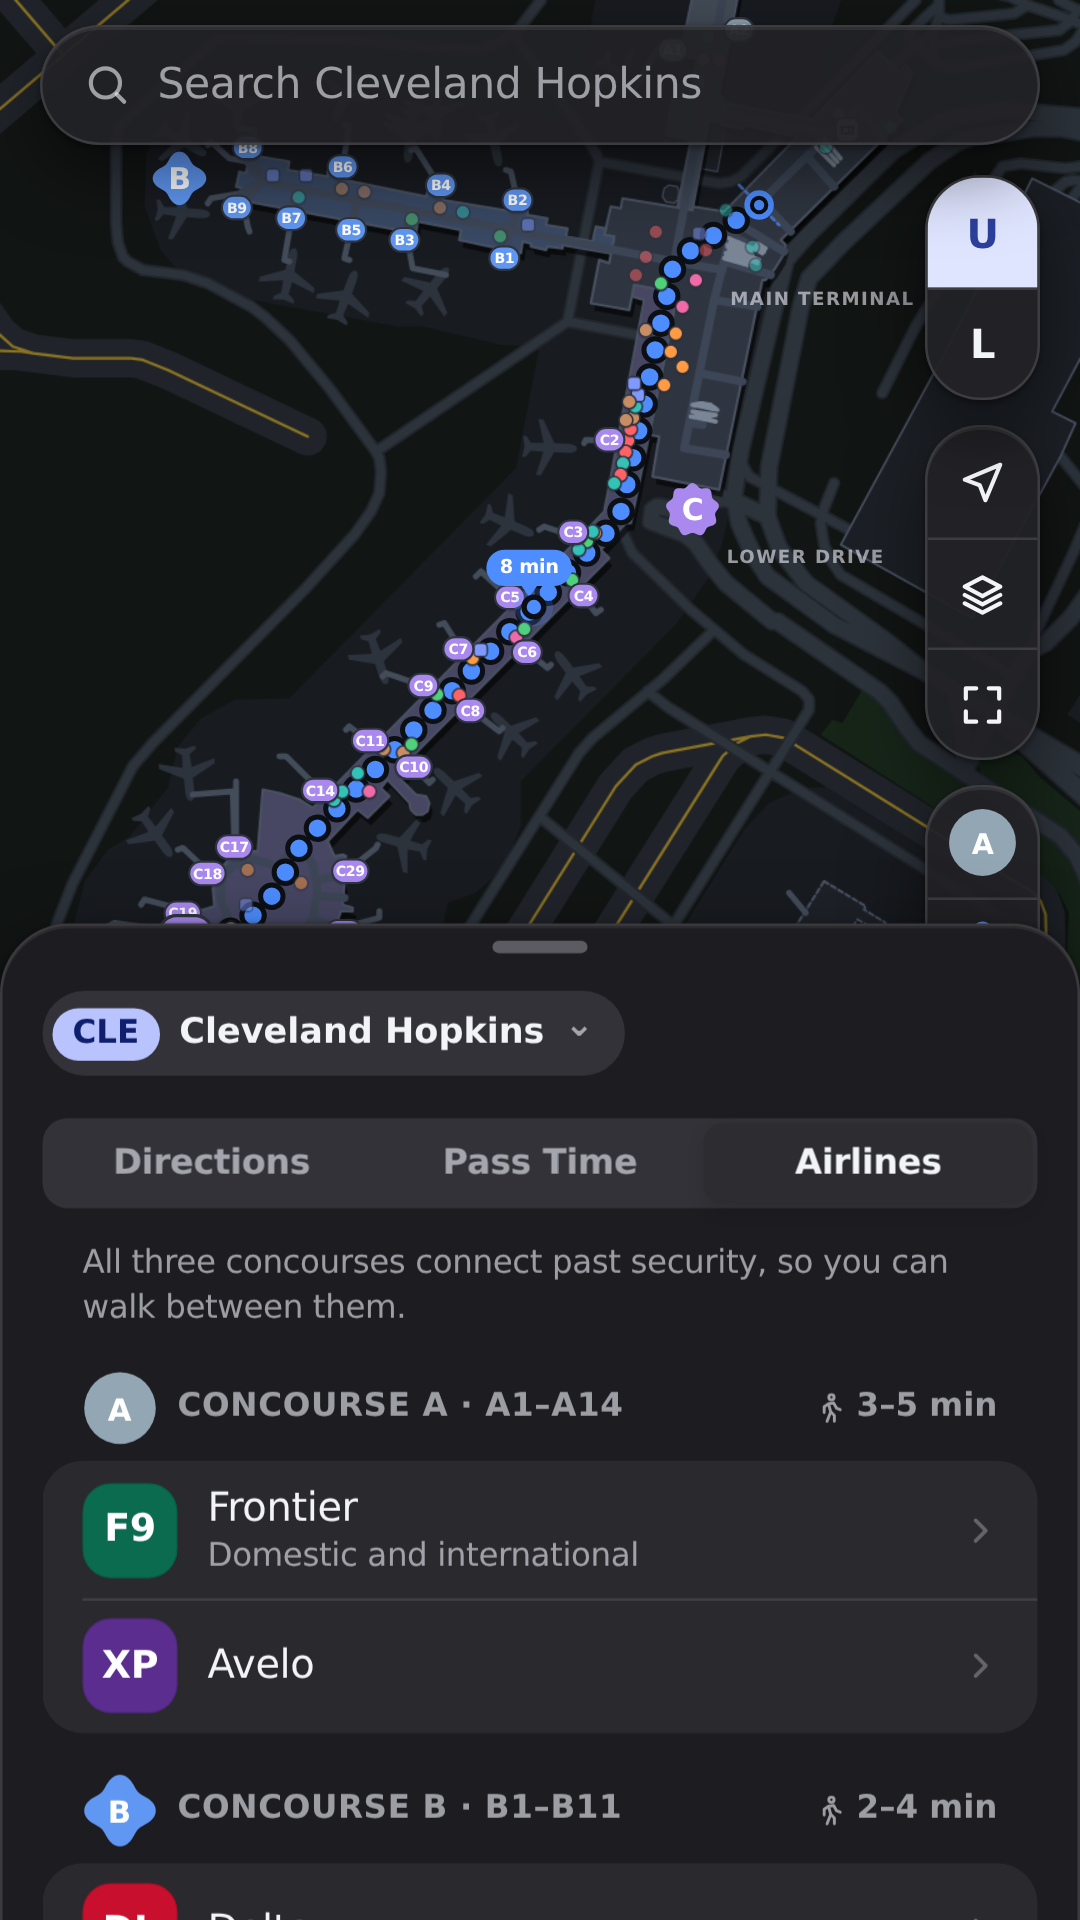 Search Cleveland Hopkins
B8
B
B6
B4
B2
B9
B7
B5
B3
B1
U
MAIN TERMINAL
L
C2
C
C3
LOWER DRIVE
8 min
C5
C4
C7
C6
C9
C8
C11
C10
C14
A
C17
C18
C29
C19
CLE Cleveland Hopkins
Directions Pass Time Airlines
All three concourses connect past security, so you can
walk between them.
A CONCOURSE A · A1–A14 3–5 min
F9 Frontier
Domestic and international
XP Avelo
B CONCOURSE B · B1–B11 2–4 min
DL Delta